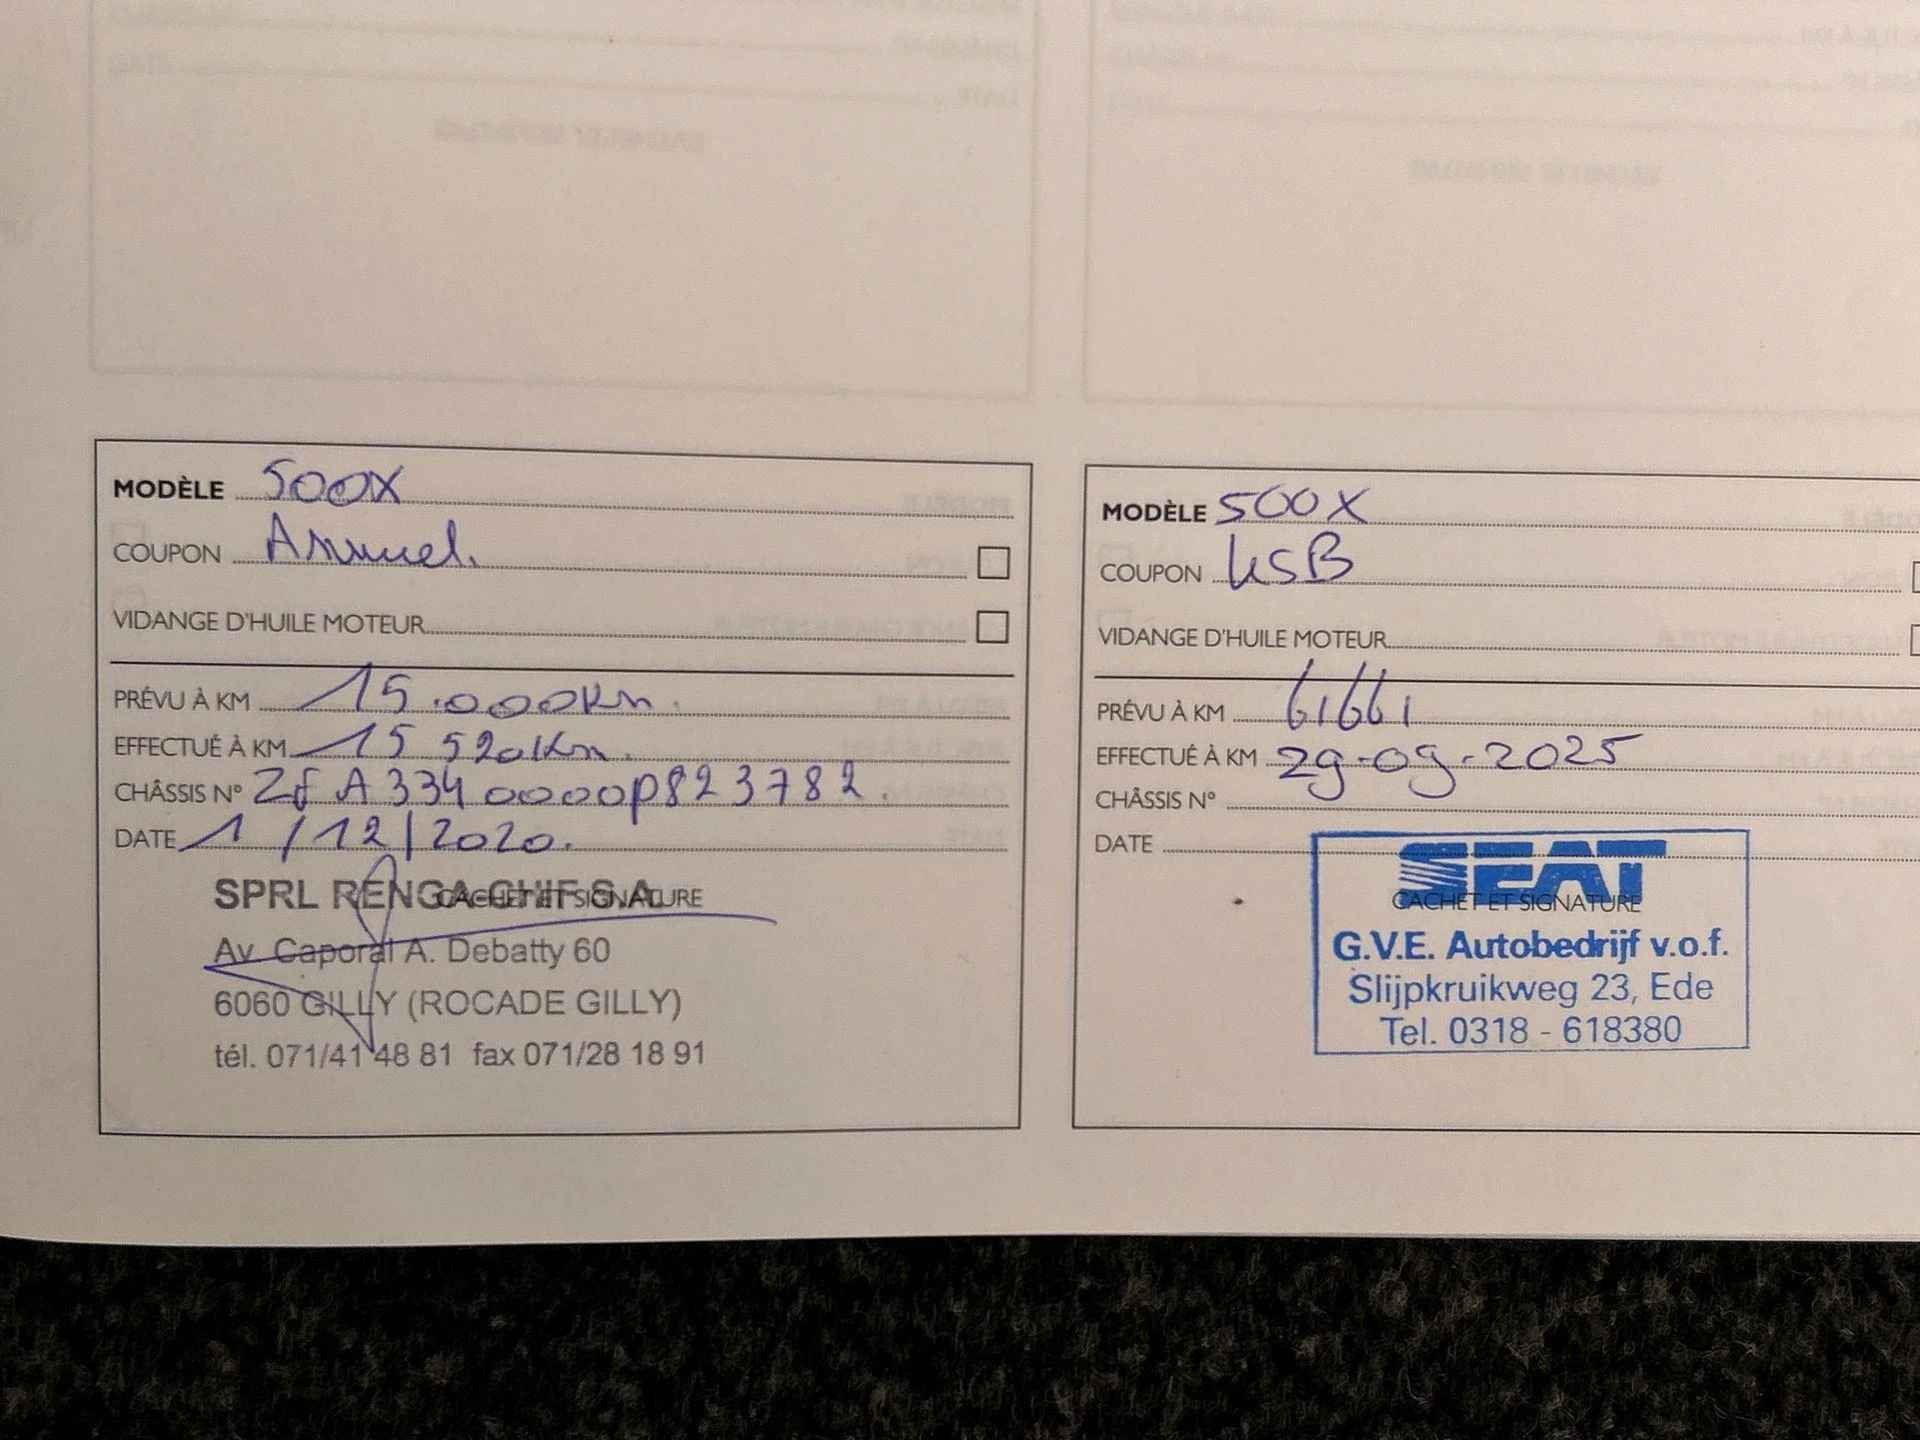 MODÈLE 500X
COUPON Annuel.
VIDANGE D'HUILE MOTEUR
PRÉVU À KM 15.000Km.
EFFECTUÉ À KM 15 520Km.
CHÂSSIS N° ZfA3340000P823782.
DATE 1/12/2020.
CACHET ET SIGNATURE
SPRL RENGA-CHIF S.A.
Av Caporal A. Debatty 60
6060 GILLY (ROCADE GILLY)
tél. 071/41 48 81 fax 071/28 18 91
MODÈLE 500X
COUPON KSB
VIDANGE D'HUILE MOTEUR
PRÉVU À KM 61661
EFFECTUÉ À KM 29-09-2025
CHÂSSIS N°
DATE
SEAT
CACHET ET SIGNATURE
G.V.E. Autobedrijf v.o.f.
Slijpkruikweg 23, Ede
Tel. 0318 - 618380